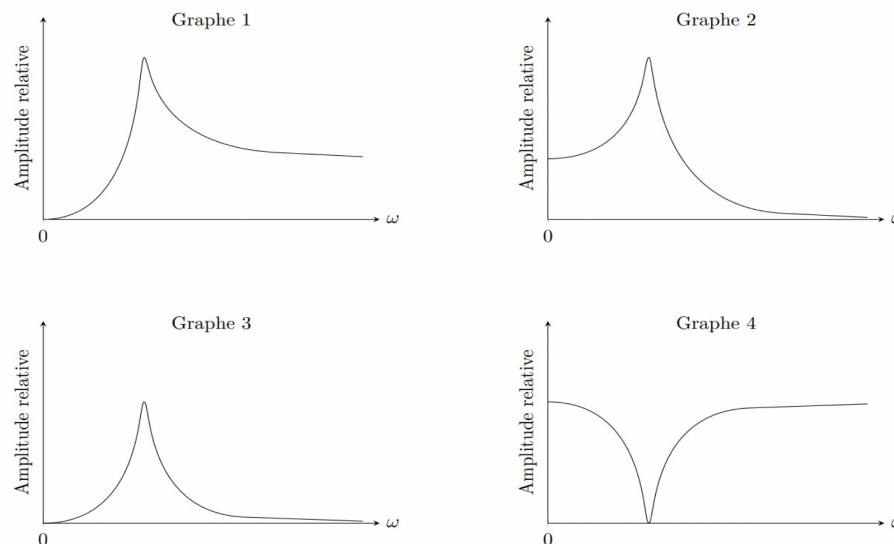 Graphe 1
Amplitude relative
ω
0
Graphe 2
Amplitude relative
ω
0
Graphe 3
Amplitude relative
ω
0
Graphe 4
Amplitude relative
ω
0